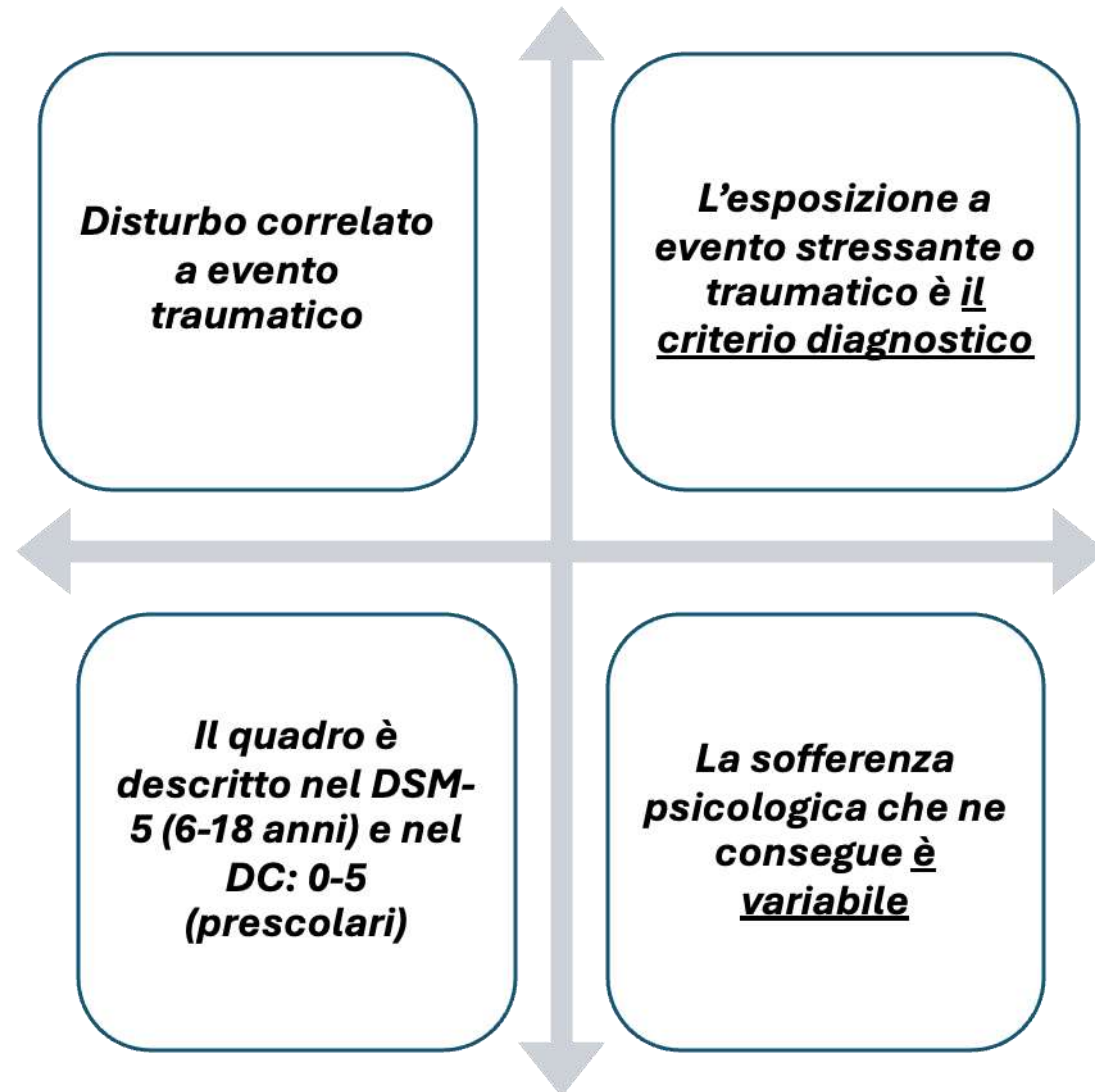 Disturbo correlato
a evento
traumatico
L’esposizione a
evento stressante o
traumatico è il
criterio diagnostico
Il quadro è
descritto nel DSM-
5 (6-18 anni) e nel
DC: 0-5
(prescolari)
La sofferenza
psicologica che ne
consegue è
variabile